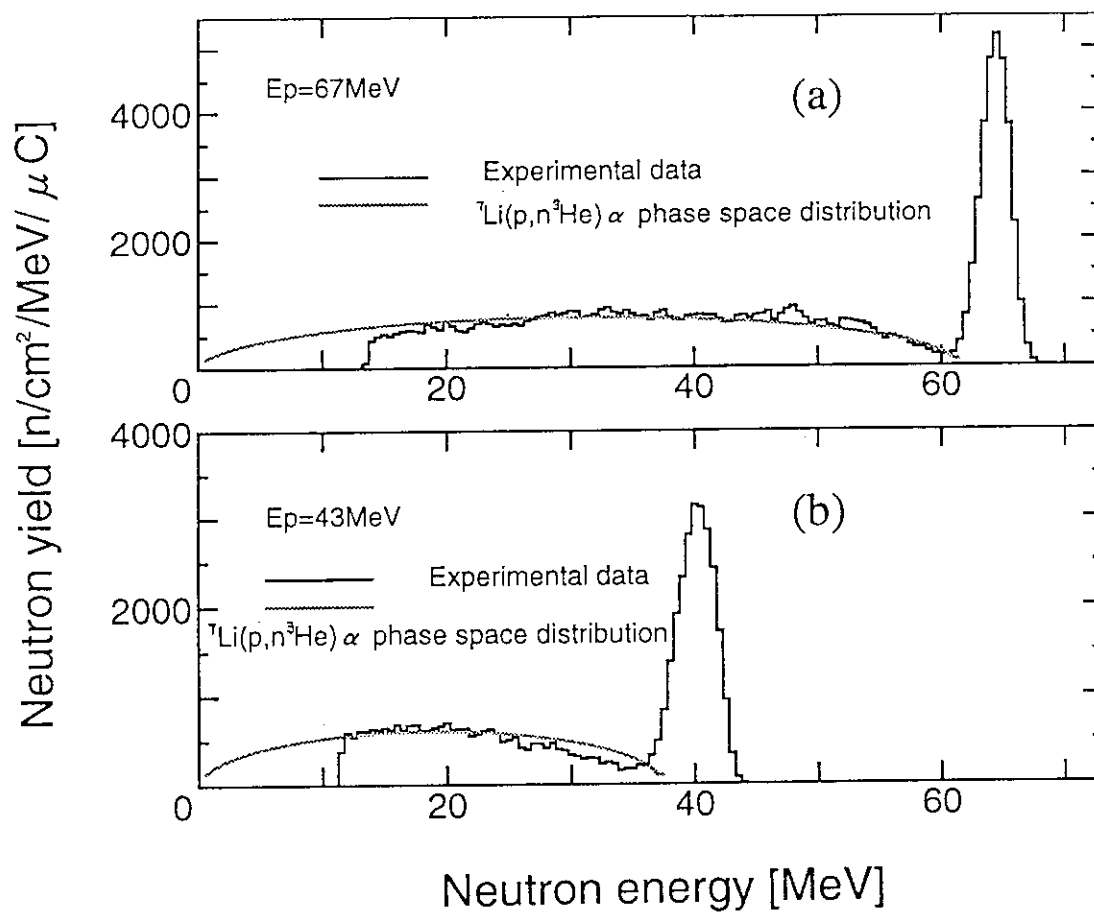 Neutron yield [n/cm²/MeV/ μ C]
(a)
Ep=67MeV
Experimental data
⁷Li(p,n³He) α phase space distribution
4000
2000
0
20
40
60
(b)
Ep=43MeV
Experimental data
⁷Li(p,n³He) α phase space distribution
4000
2000
0
20
40
60
Neutron energy [MeV]